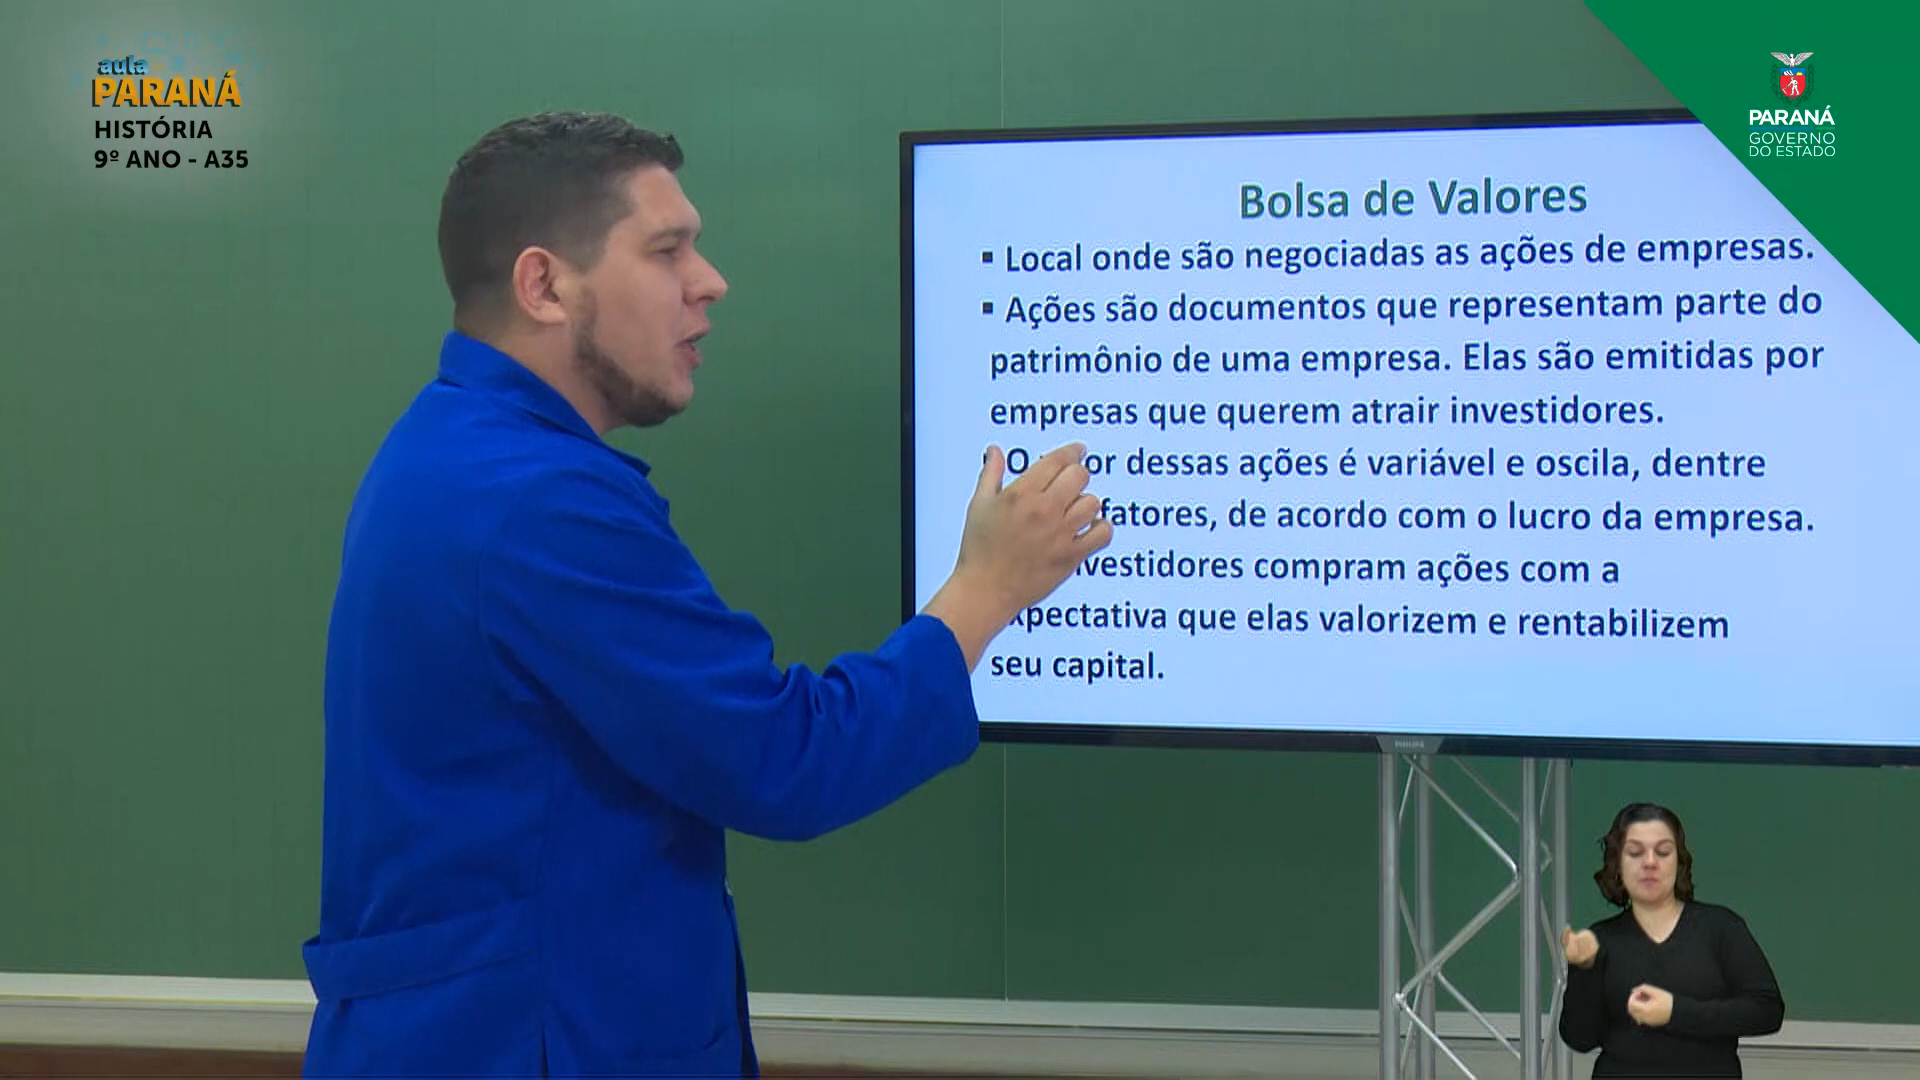 aula
PARANÁ
HISTÓRIA
9º ANO - A35
PARANÁ
GOVERNO
DO ESTADO
Bolsa de Valores
▪ Local onde são negociadas as ações de empresas.
▪ Ações são documentos que representam parte do
patrimônio de uma empresa. Elas são emitidas por
empresas que querem atrair investidores.
O dessas ações é variável e oscila, dentre
fatores, de acordo com o lucro da empresa.
compram ações com a
que elas valorizem e rentabilizem
seu capital.
PHILIPS